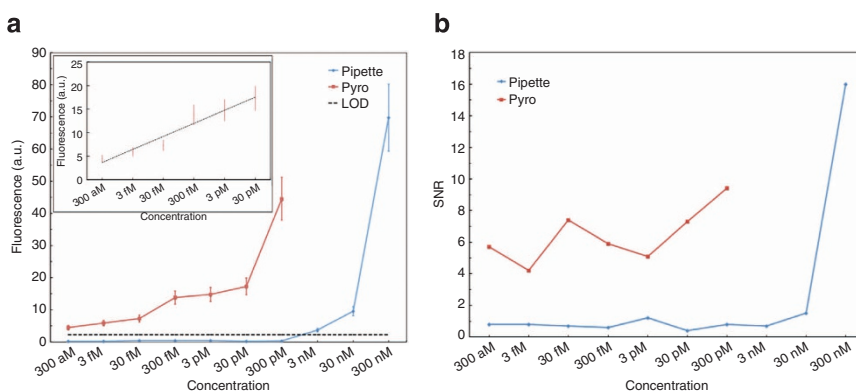 a
Fluorescence (a.u.)
90
80
70
60
50
40
30
20
10
0
300 aM
3 fM
30 fM
300 fM
3 pM
30 pM
300 pM
3 nM
30 nM
300 nM
Concentration
Pipette
Pyro
LOD
Fluorescence (a.u.)
25
20
15
10
5
0
300 aM
3 fM
30 fM
300 fM
3 pM
30 pM
Concentration
b
SNR
18
16
14
12
10
8
6
4
2
0
300 aM
3 fM
30 fM
300 fM
3 pM
30 pM
300 pM
3 nM
30 nM
300 nM
Concentration
Pipette
Pyro